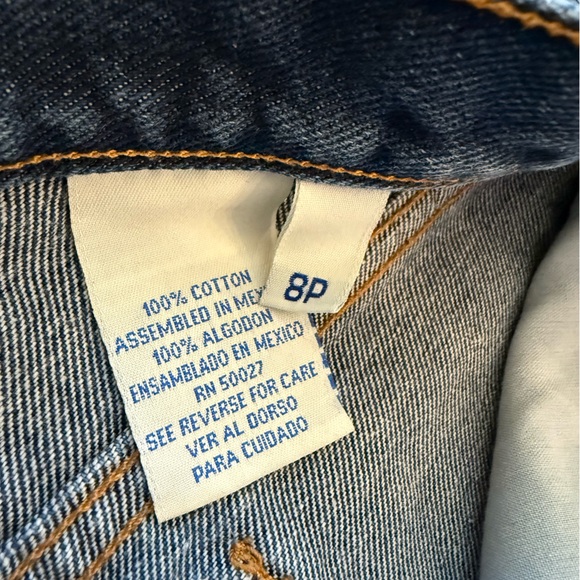 100% COTTON
ASSEMBLED IN
100% ALGODON
ENSAMBLADO EN MEXICO
RN 50027
SEE REVERSE FOR CARE
VER AL DORSO
PARA CUIDADO
8P